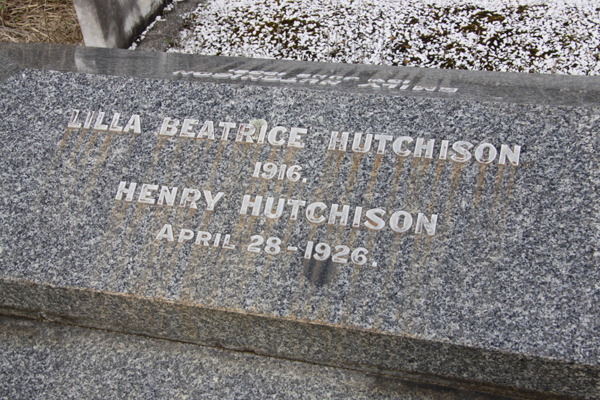 LILLA BEATRICE HUTCHISON
1916.
HENRY HUTCHISON
APRIL 28 - 1926.